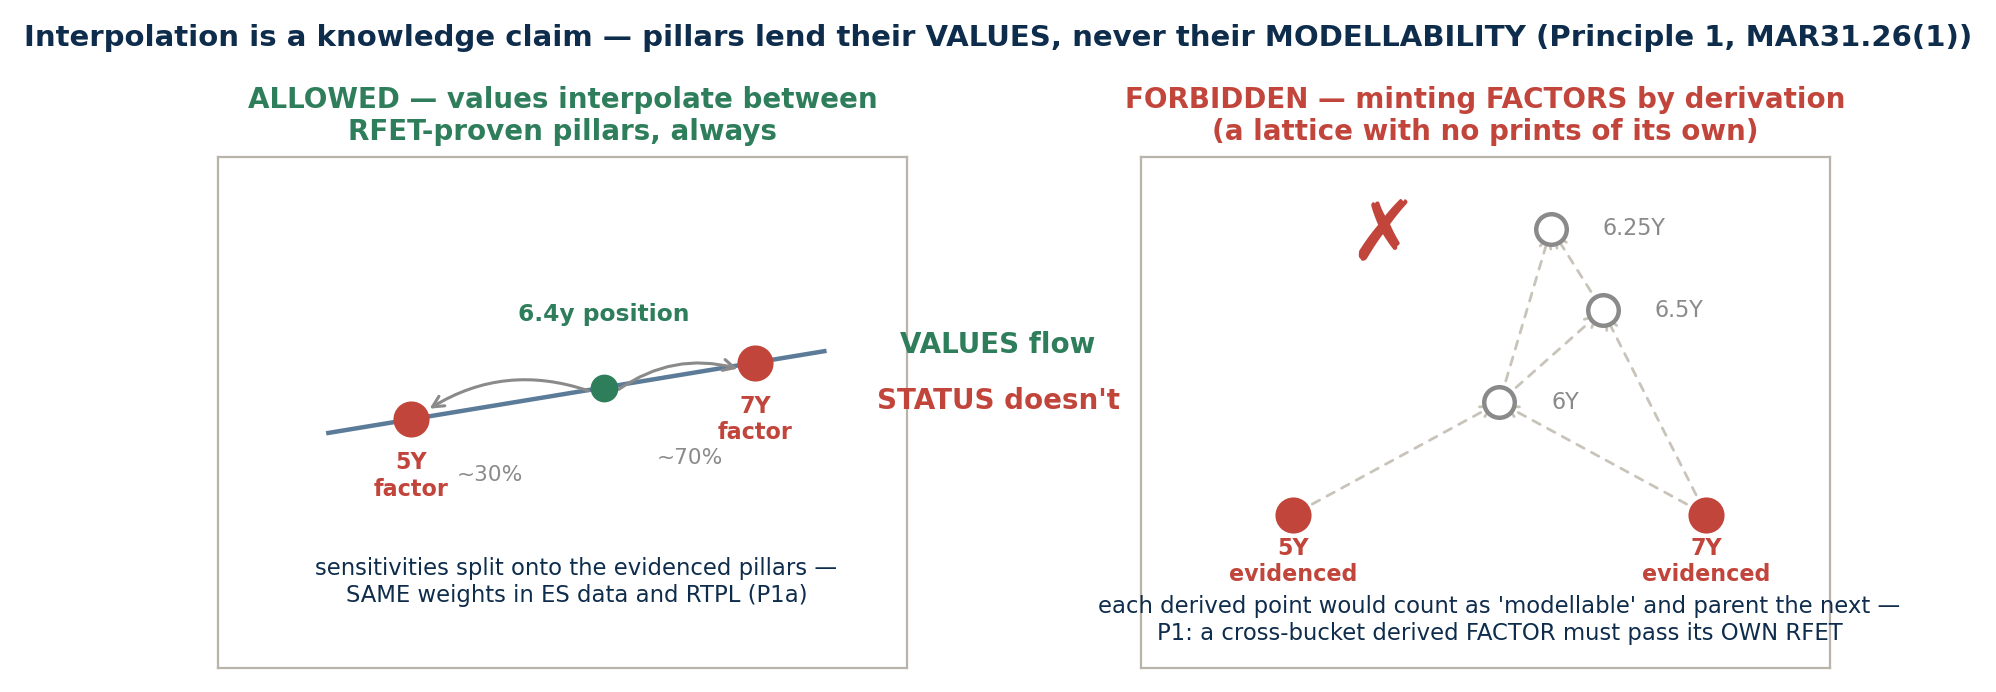 Interpolation is a knowledge claim — pillars lend their VALUES, never their MODELLABILITY (Principle 1, MAR31.26(1))
ALLOWED — values interpolate between
RFET-proven pillars, always
6.4y position
7Y
factor
5Y
factor
~30%
~70%
sensitivities split onto the evidenced pillars —
SAME weights in ES data and RTPL (P1a)
VALUES flow
STATUS doesn't
FORBIDDEN — minting FACTORS by derivation
(a lattice with no prints of its own)
✗
6.25Y
6.5Y
6Y
5Y
evidenced
7Y
evidenced
each derived point would count as 'modellable' and parent the next —
P1: a cross-bucket derived FACTOR must pass its OWN RFET